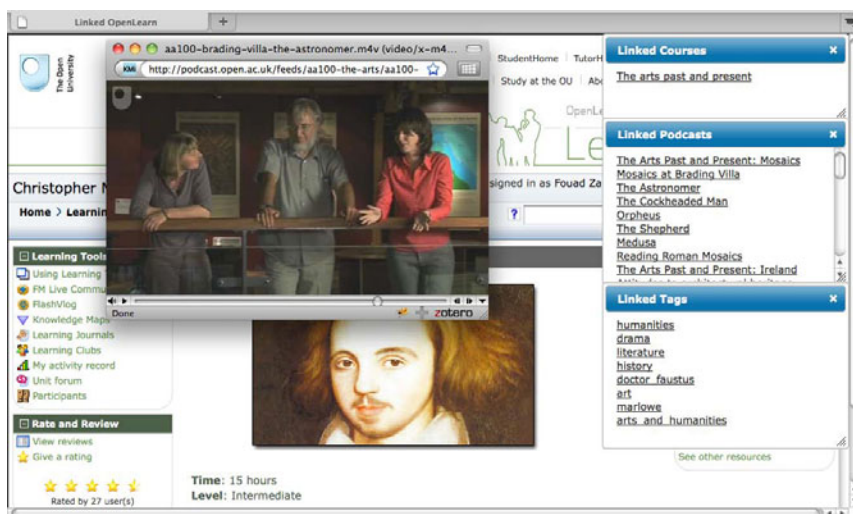 Linked OpenLearn
+
The Open University
aa100-brading-villa-the-astronomer.m4v (video/x-m4...
KMi http://podcast.open.ac.uk/feeds/aa100-the-arts/aa100-
StudentHome TutorH
Study at the OU Abo
OpenLe
Le
Christopher M
signed in as Fouad Za
Home > Learnin
?
Learning Tools
Using Learning T
FM Live Commu
FlashVlog
Knowledge Maps
Learning Journals
Learning Clubs
My activity record
Unit forum
Participants
Rate and Review
View reviews
Give a rating
Rated by 27 user(s)
Done
zotero
Time: 15 hours
Level: Intermediate
Linked Courses
The arts past and present
Linked Podcasts
The Arts Past and Present: Mosaics
Mosaics at Brading Villa
The Astronomer
The Cockheaded Man
Orpheus
The Shepherd
Medusa
Reading Roman Mosaics
The Arts Past and Present: Ireland
Linked Tags
humanities
drama
literature
history
doctor_faustus
art
marlowe
arts_and_humanities
See other resources